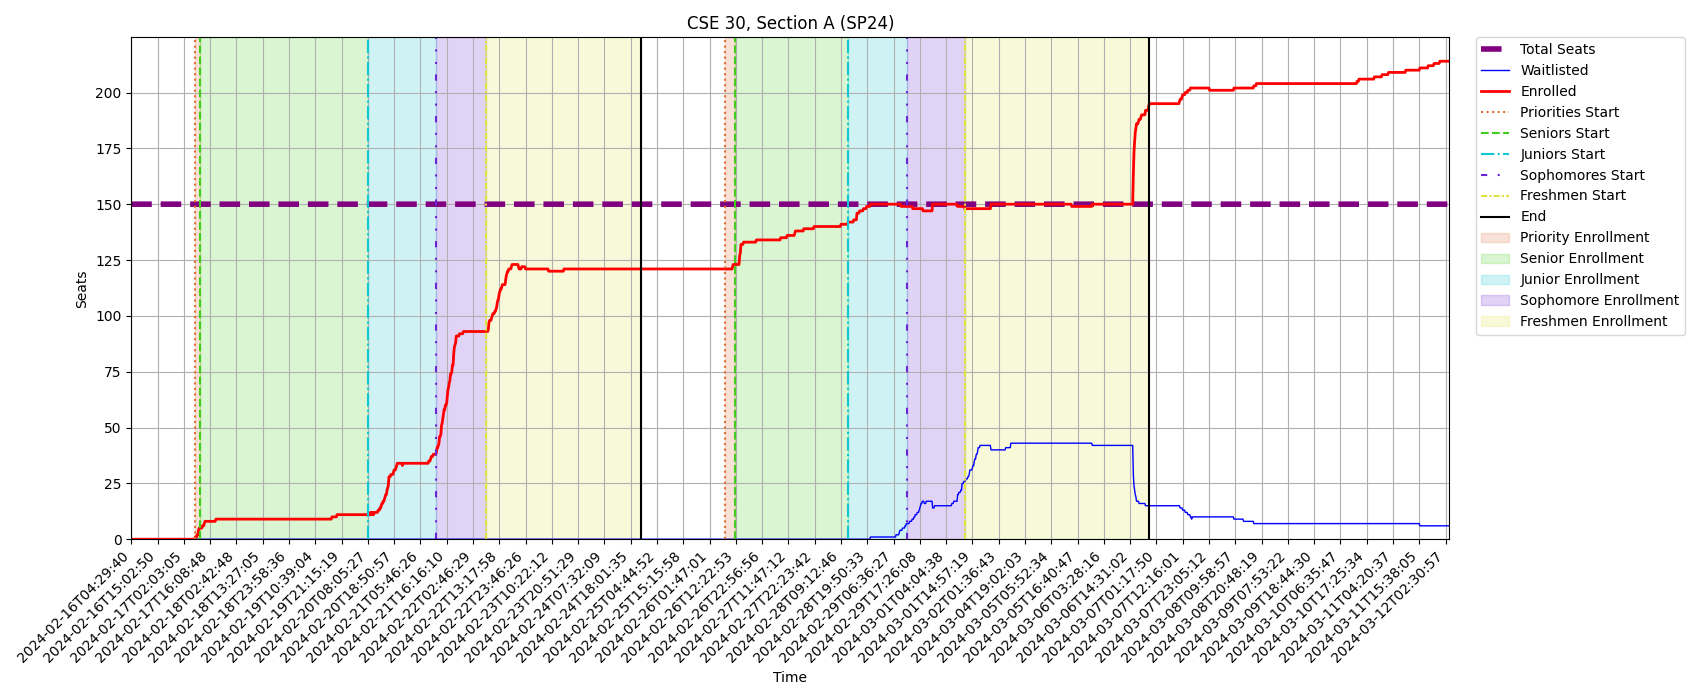 CSE 30, Section A (SP24)
Total Seats
Waitlisted
Enrolled
Priorities Start
Seniors Start
Juniors Start
Sophomores Start
Freshmen Start
End
Priority Enrollment
Senior Enrollment
Junior Enrollment
Sophomore Enrollment
Freshmen Enrollment
Seats
200
175
150
125
100
75
50
25
0
2024-02-16T04:29:40
2024-02-16T15:02:50
2024-02-17T02:03:05
2024-02-17T16:08:48
2024-02-18T02:42:48
2024-02-18T13:27:05
2024-02-18T23:58:36
2024-02-19T10:39:04
2024-02-19T21:15:19
2024-02-20T08:05:27
2024-02-20T18:50:57
2024-02-21T05:46:26
2024-02-21T16:16:10
2024-02-22T02:46:29
2024-02-22T13:17:58
2024-02-22T23:46:26
2024-02-23T10:22:12
2024-02-23T20:51:29
2024-02-24T07:32:09
2024-02-24T18:01:35
2024-02-25T04:44:52
2024-02-25T15:15:58
2024-02-26T01:47:01
2024-02-26T12:22:53
2024-02-26T22:56:56
2024-02-27T11:47:12
2024-02-27T22:23:42
2024-02-28T09:12:46
2024-02-28T19:50:33
2024-02-29T06:36:27
2024-02-29T17:26:08
2024-03-01T04:04:38
2024-03-01T14:57:19
2024-03-02T01:36:43
2024-03-04T19:02:03
2024-03-05T05:52:34
2024-03-05T16:40:47
2024-03-06T03:28:16
2024-03-06T14:31:02
2024-03-07T01:17:50
2024-03-07T12:16:01
2024-03-07T23:05:12
2024-03-08T09:58:57
2024-03-08T20:48:19
2024-03-09T07:53:22
2024-03-09T18:44:30
2024-03-10T06:35:47
2024-03-10T17:25:34
2024-03-11T04:20:37
2024-03-11T15:38:05
2024-03-12T02:30:57
Time